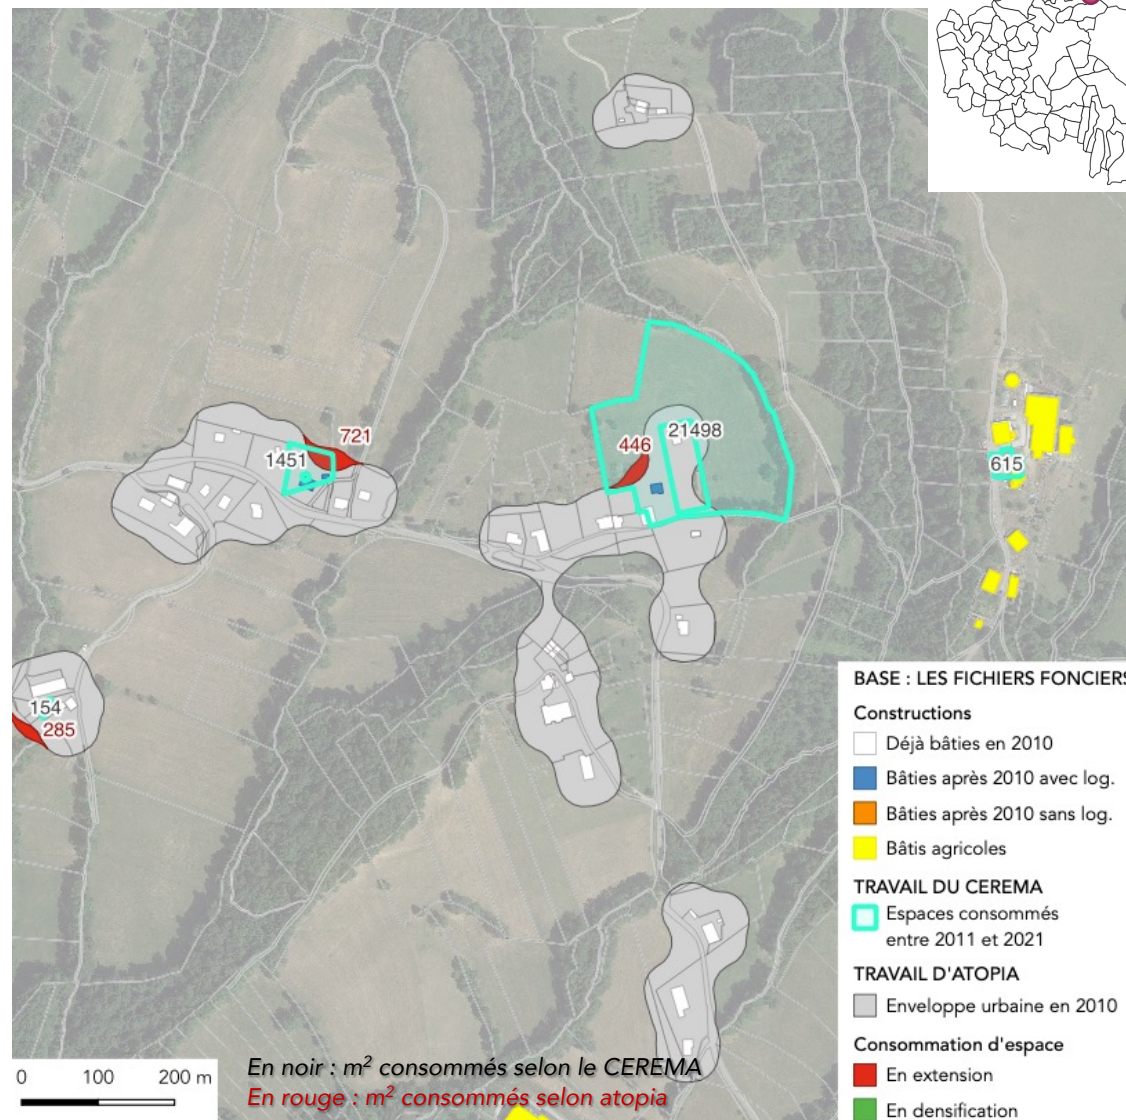 721
1451
446
21498
615
154
285
BASE : LES FICHIERS FONCIERS
Constructions
Déjà bâties en 2010
Bâties après 2010 avec log.
Bâties après 2010 sans log.
Bâtis agricoles
TRAVAIL DU CEREMA
Espaces consommés
entre 2011 et 2021
TRAVAIL D'ATOPIA
Enveloppe urbaine en 2010
Consommation d'espace
En extension
En densification
0 100 200 m
En noir : m² consommés selon le CEREMA
En rouge : m² consommés selon atopia